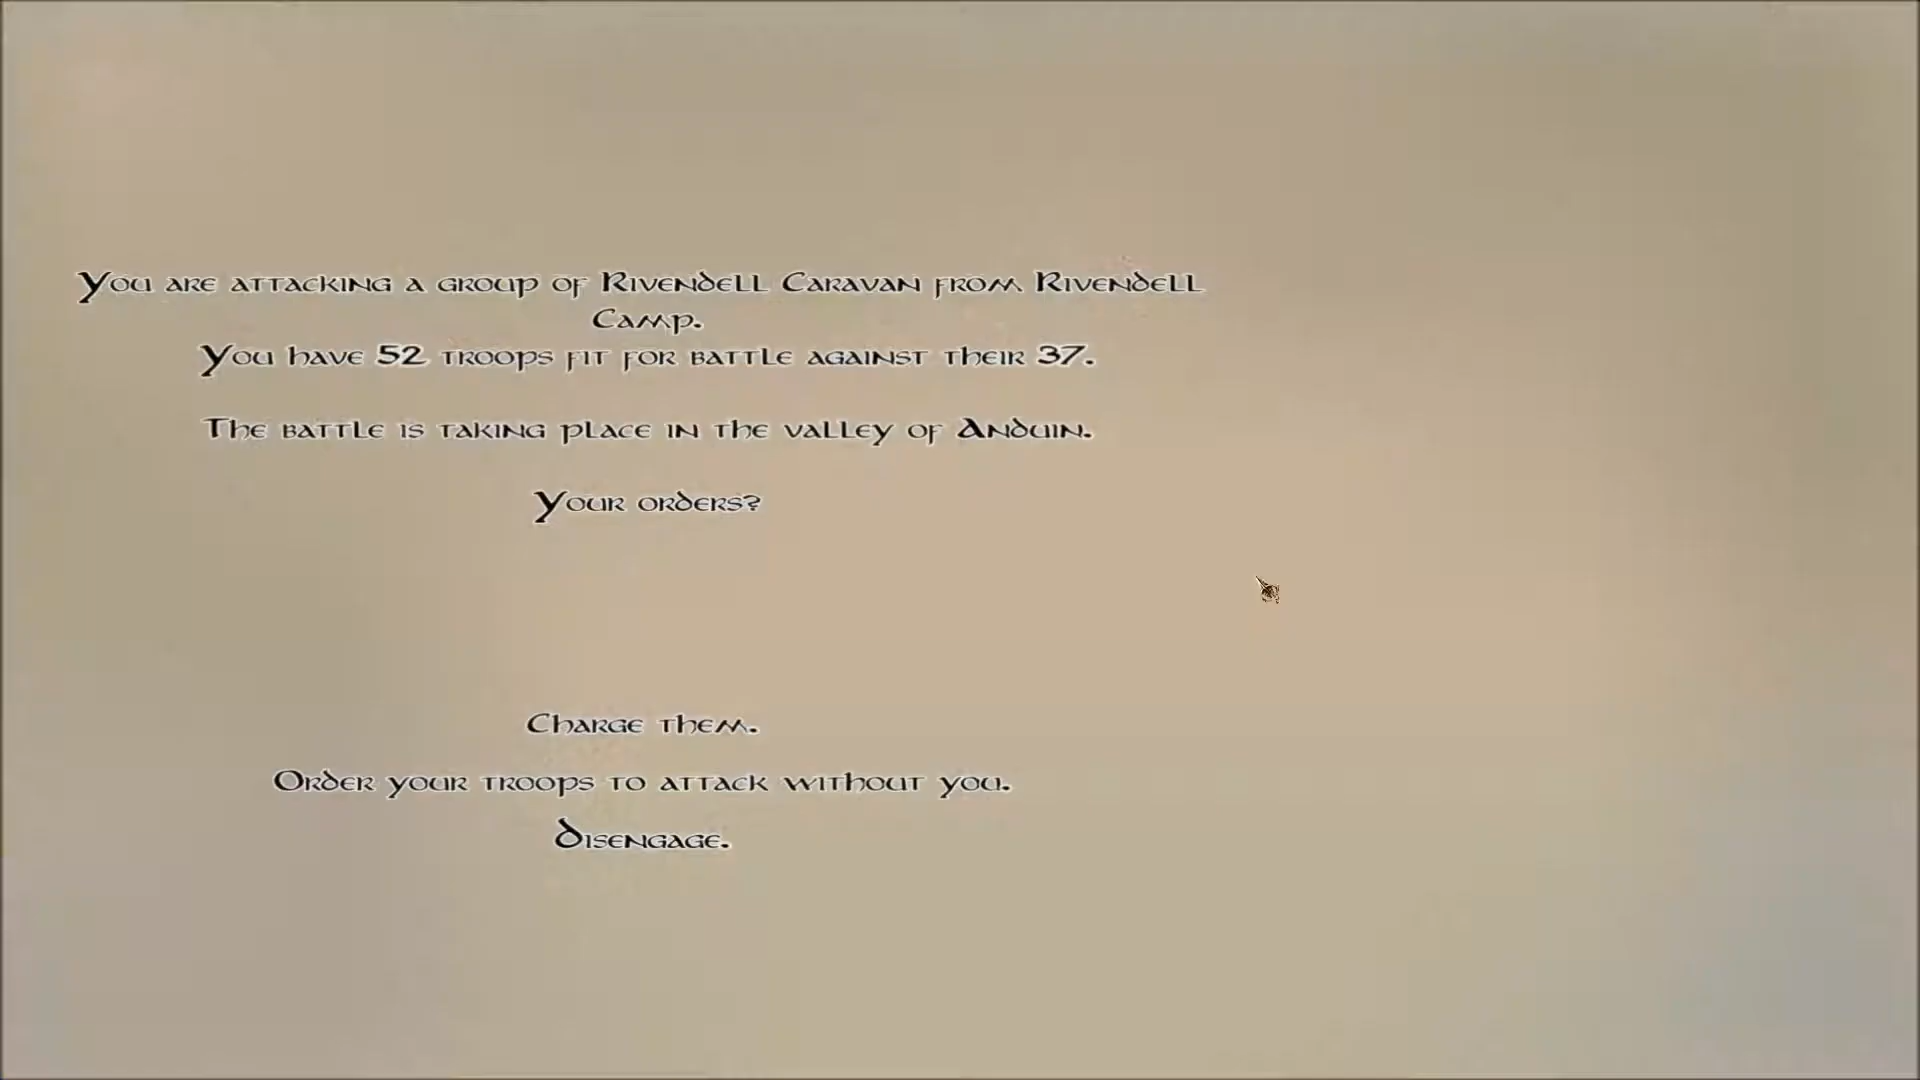 You are attacking a group of Rivendell Caravan from Rivendell
Camp.
You have 52 troops fit for battle against their 37.
The battle is taking place in the valley of Anduin.
Your orders?
Charge them.
Order your troops to attack without you.
Disengage.